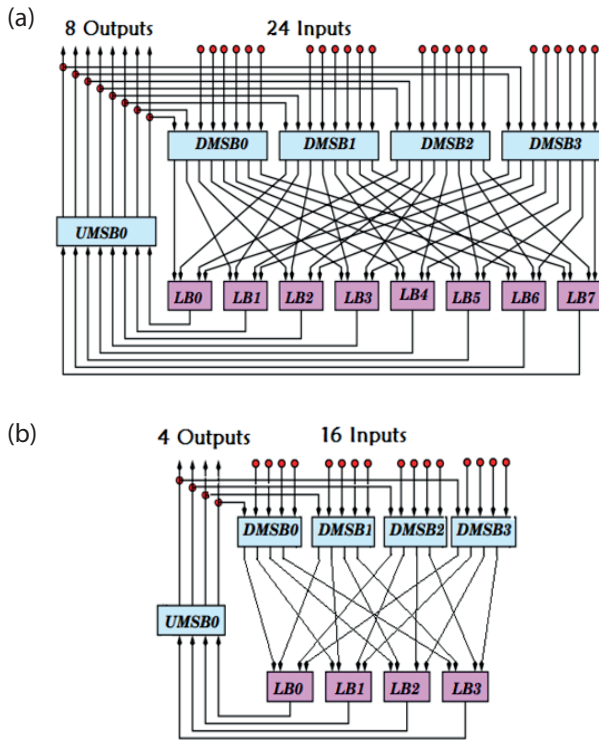 (a)
8 Outputs 24 Inputs
DMSB0 DMSB1 DMSB2 DMSB3
UMSB0
LB0 LB1 LB2 LB3 LB4 LB5 LB6 LB7
(b)
4 Outputs 16 Inputs
DMSB0 DMSB1 DMSB2 DMSB3
UMSB0
LB0 LB1 LB2 LB3